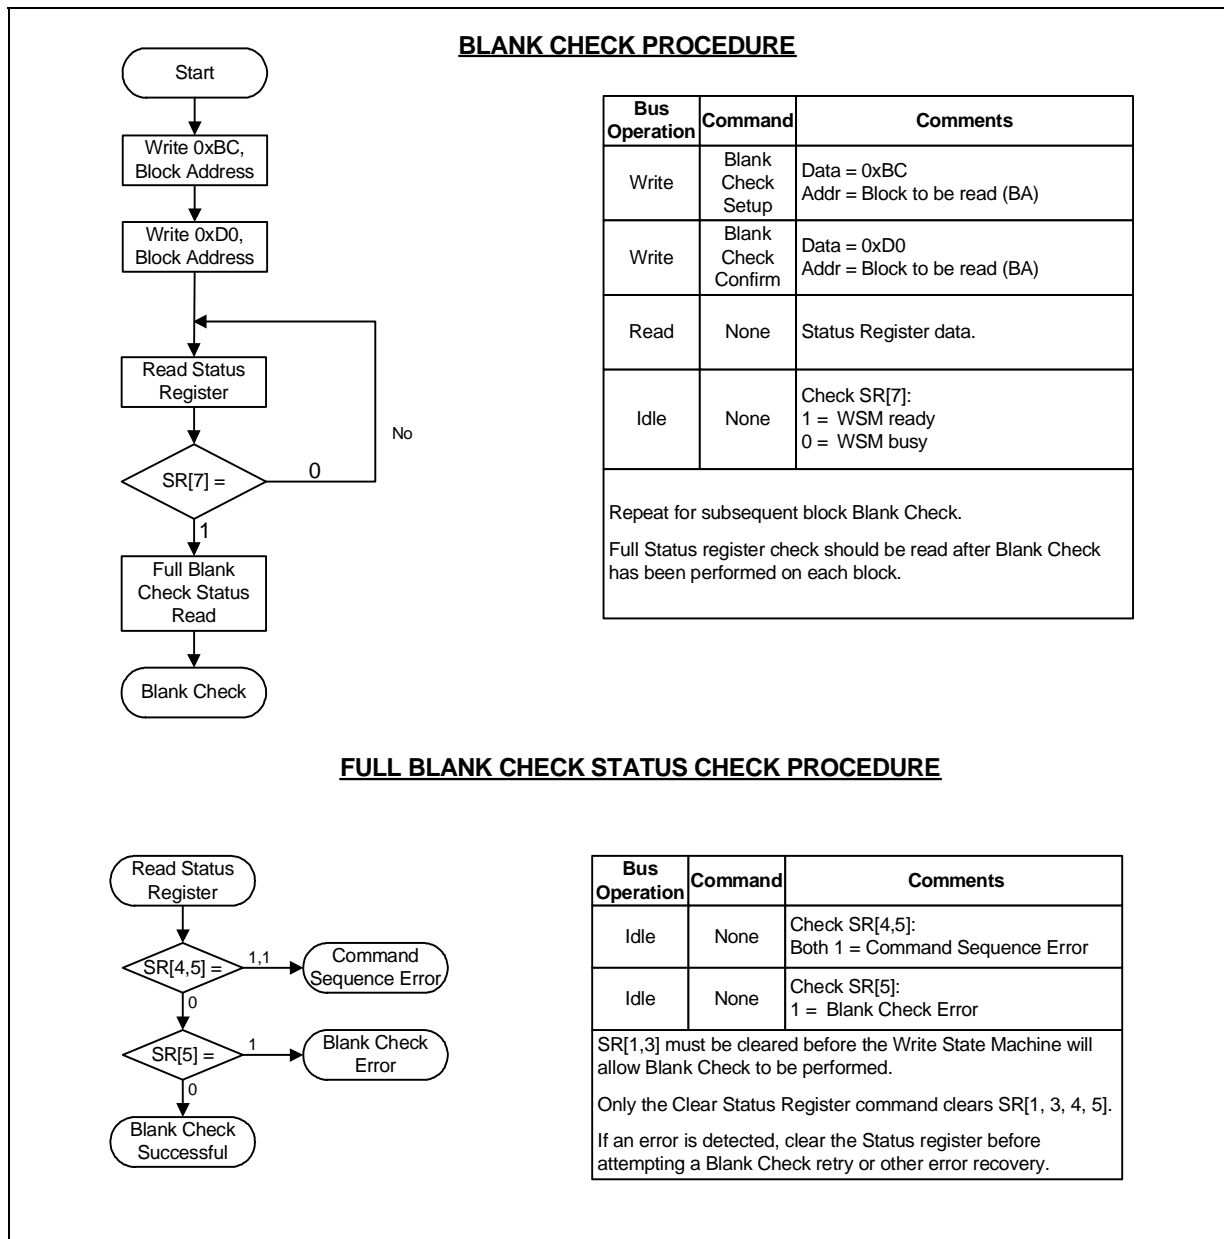 BLANK CHECK PROCEDURE
Start
Write 0xBC,
Block Address
Write 0xD0,
Block Address
Read Status
Register
No
SR[7] =
0
1
Full Blank
Check Status
Read
Blank Check
Bus
Operation
Command
Comments
Write
Blank
Check
Setup
Data = 0xBC
Addr = Block to be read (BA)
Write
Blank
Check
Confirm
Data = 0xD0
Addr = Block to be read (BA)
Read
None
Status Register data.
Idle
None
Check SR[7]:
1 = WSM ready
0 = WSM busy
Repeat for subsequent block Blank Check.
Full Status register check should be read after Blank Check
has been performed on each block.
FULL BLANK CHECK STATUS CHECK PROCEDURE
Read Status
Register
SR[4,5] =
1,1
Command
Sequence Error
0
SR[5] =
1
Blank Check
Error
0
Blank Check
Successful
Bus
Operation
Command
Comments
Idle
None
Check SR[4,5]:
Both 1 = Command Sequence Error
Idle
None
Check SR[5]:
1 = Blank Check Error
SR[1,3] must be cleared before the Write State Machine will
allow Blank Check to be performed.
Only the Clear Status Register command clears SR[1, 3, 4, 5].
If an error is detected, clear the Status register before
attempting a Blank Check retry or other error recovery.